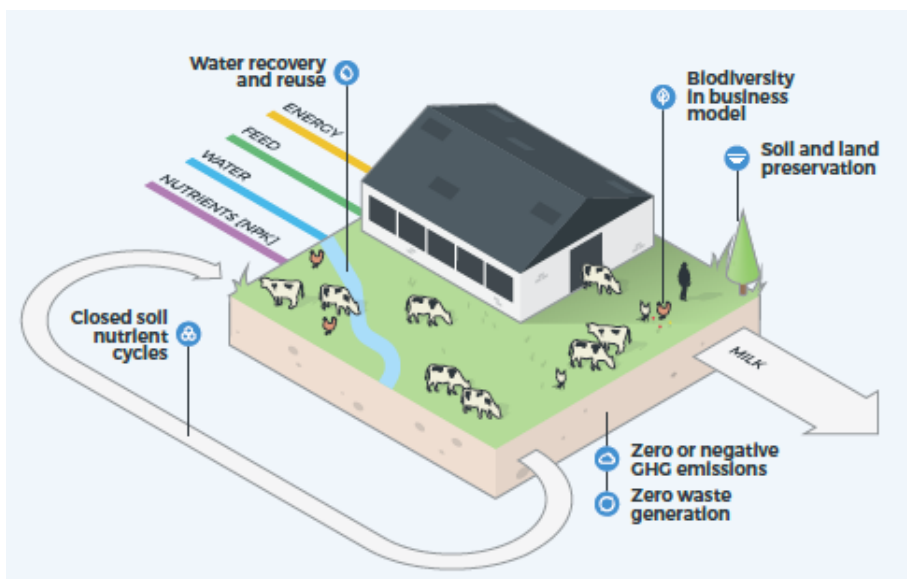 Water recovery
and reuse
ENERGY
FEED
WATER
NUTRIENTS [NPK]
Biodiversity
in business
model
Soil and land
preservation
Closed soil
nutrient
cycles
MILK
Zero or negative
GHG emissions
Zero waste
generation